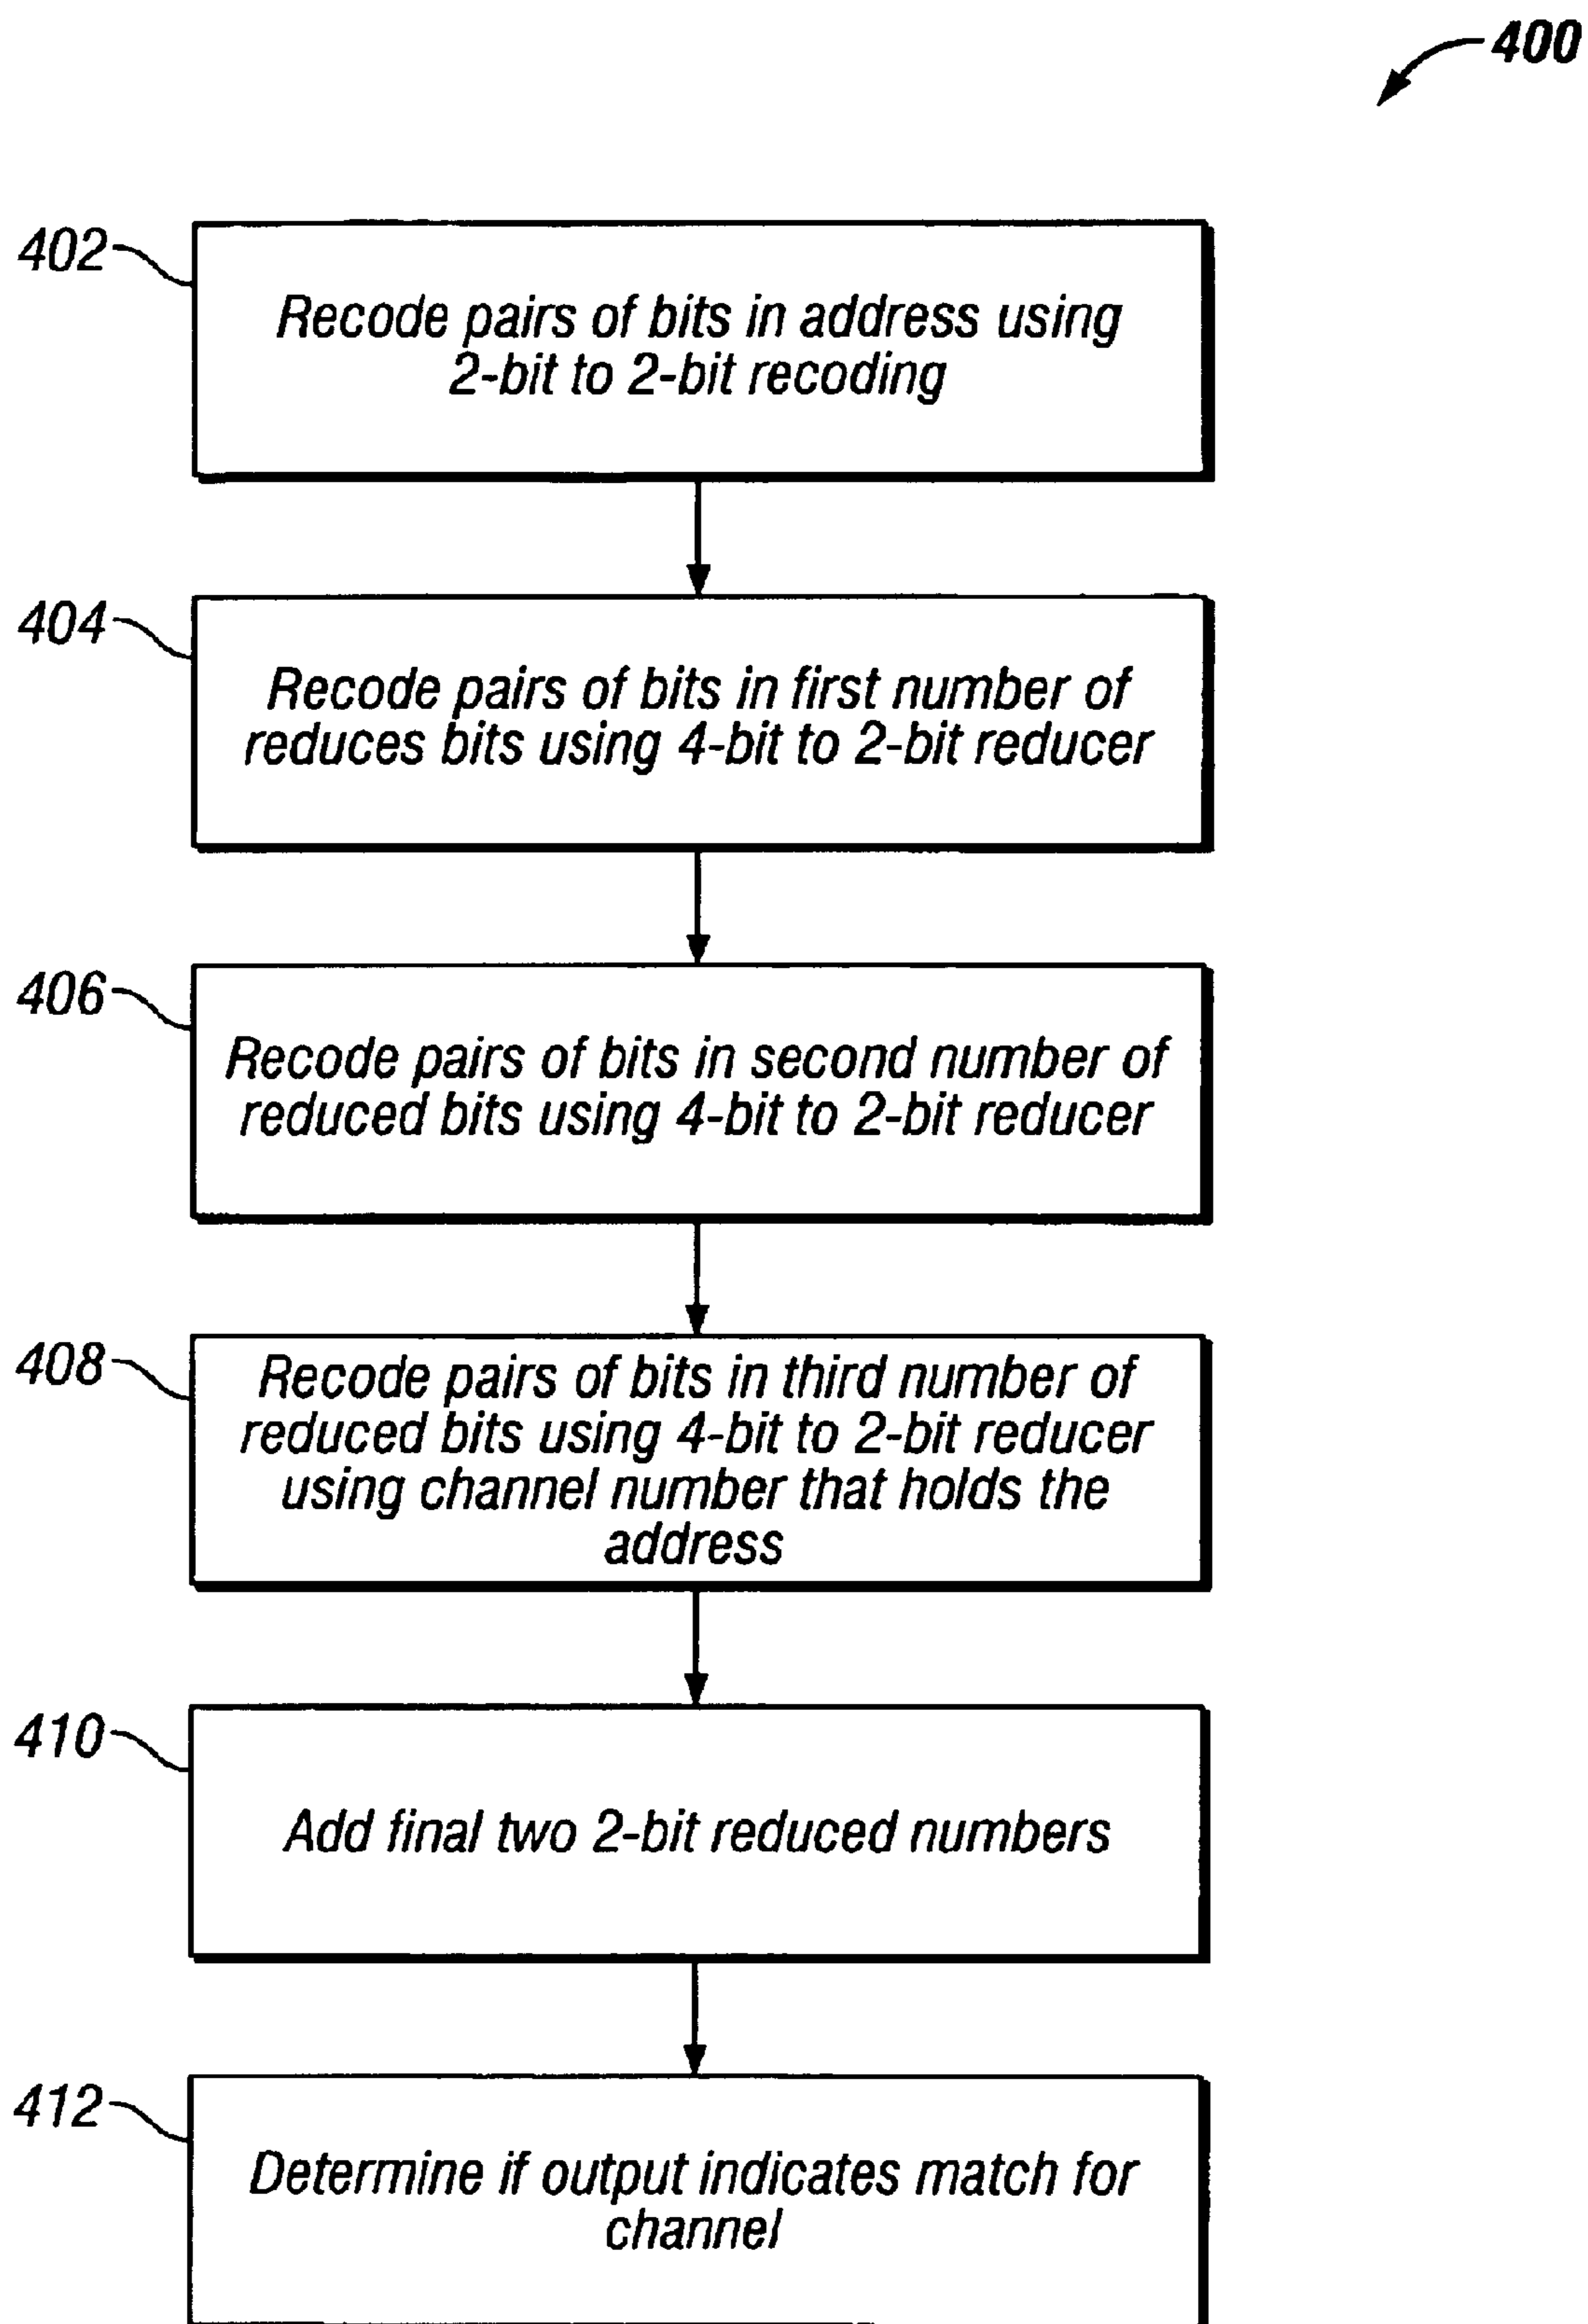 400
402
Recode pairs of bits in address using
2-bit to 2-bit recoding
404
Recode pairs of bits in first number of
reduces bits using 4-bit to 2-bit reducer
406
Recode pairs of bits in second number of
reduced bits using 4-bit to 2-bit reducer
408
Recode pairs of bits in third number of
reduced bits using 4-bit to 2-bit reducer
using channel number that holds the
address
410
Add final two 2-bit reduced numbers
412
Determine if output indicates match for
channel